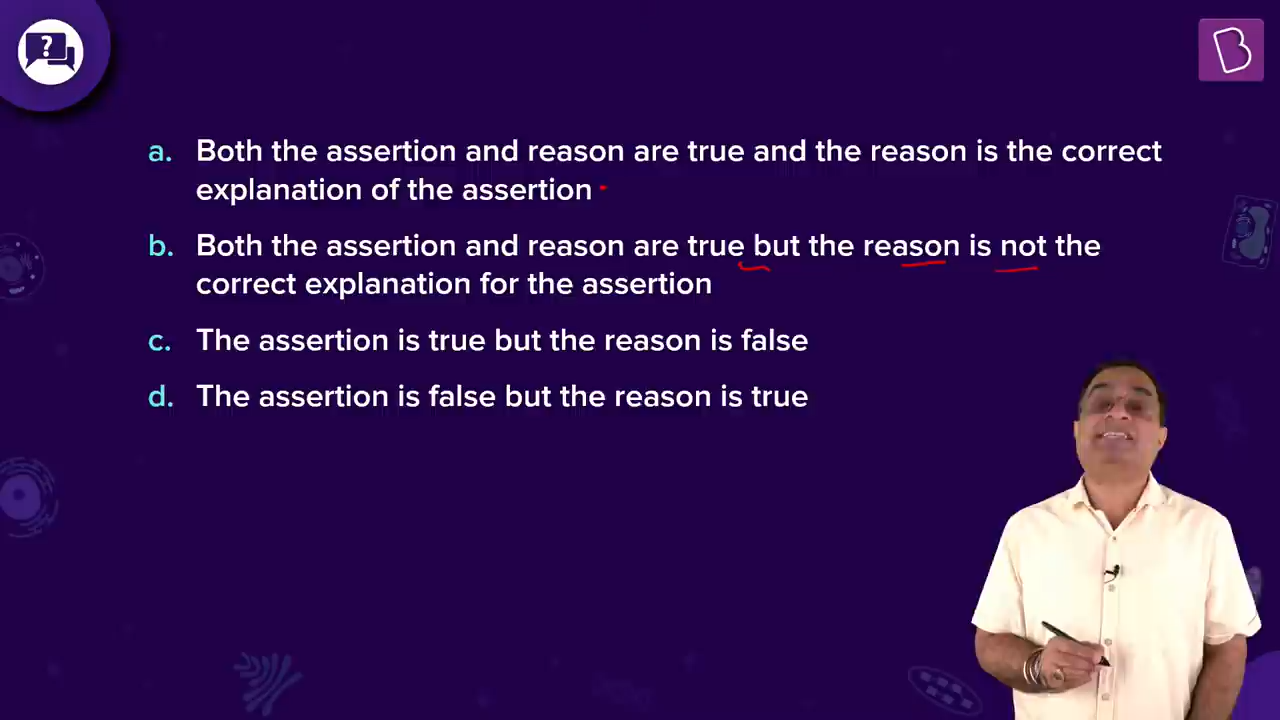 ?
B
a. Both the assertion and reason are true and the reason is the correct
explanation of the assertion
b. Both the assertion and reason are true but the reason is not the
correct explanation for the assertion
c. The assertion is true but the reason is false
d. The assertion is false but the reason is true